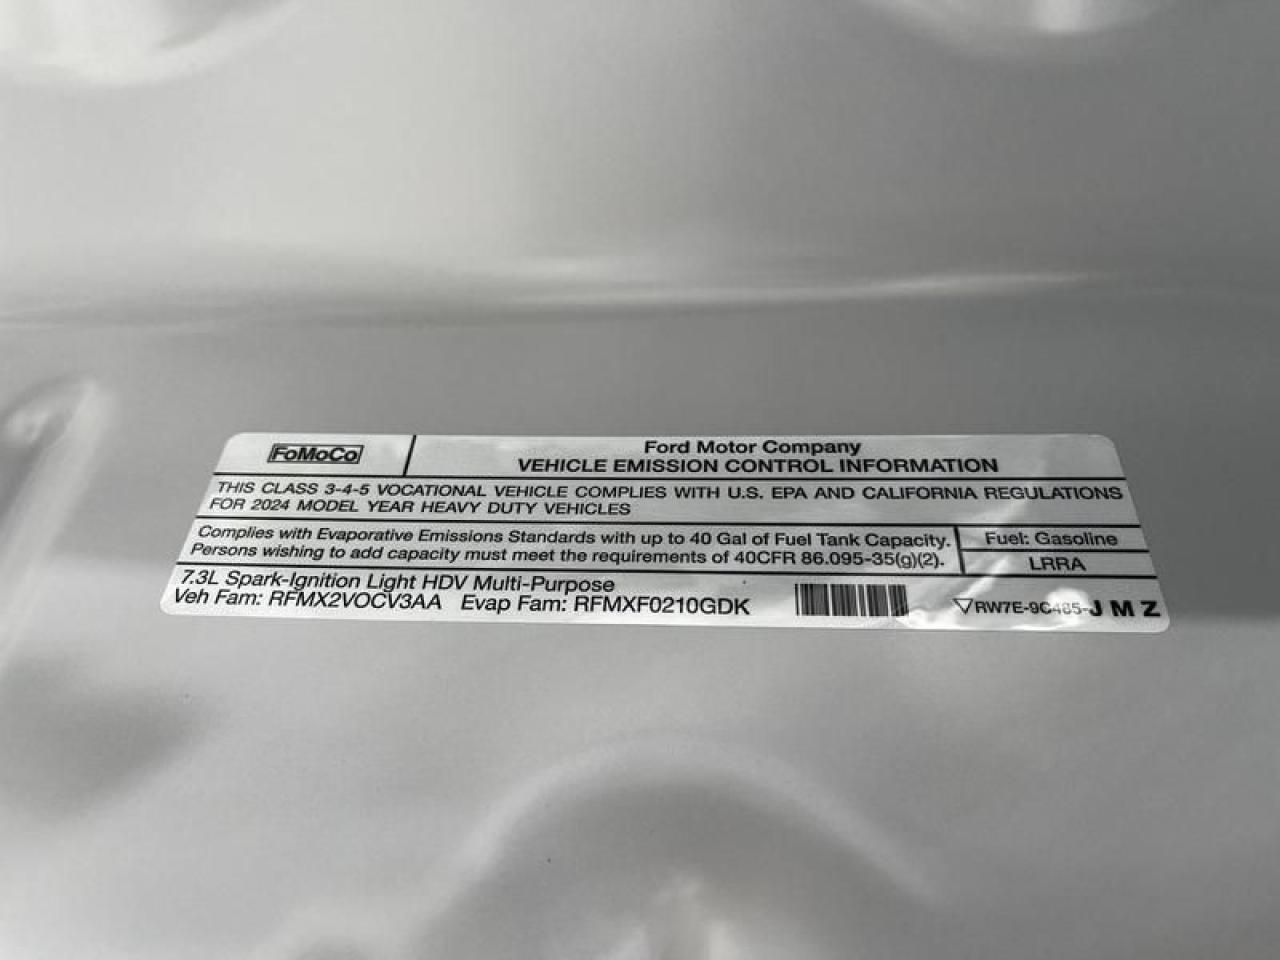 FoMoCo
Ford Motor Company
VEHICLE EMISSION CONTROL INFORMATION
THIS CLASS 3-4-5 VOCATIONAL VEHICLE COMPLIES WITH U.S. EPA AND CALIFORNIA REGULATIONS
FOR 2024 MODEL YEAR HEAVY DUTY VEHICLES
Complies with Evaporative Emissions Standards with up to 40 Gal of Fuel Tank Capacity.
Persons wishing to add capacity must meet the requirements of 40CFR 86.095-35(g)(2).
Fuel: Gasoline
LRRA
7.3L Spark-Ignition Light HDV Multi-Purpose
Veh Fam: RFMX2VOCV3AA Evap Fam: RFMXF0210GDK
RW7E-9C485-J M Z